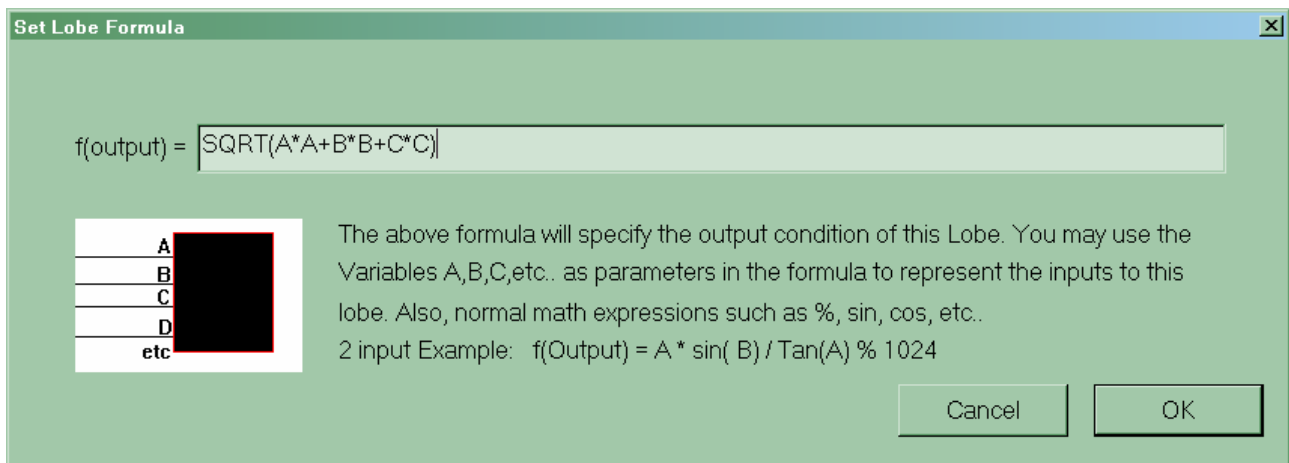 Set Lobe Formula
f(output) = SQRT(A*A+B*B+C*C)
A
B
C
D
etc
The above formula will specify the output condition of this Lobe. You may use the
Variables A,B,C,etc.. as parameters in the formula to represent the inputs to this
lobe. Also, normal math expressions such as %, sin, cos, etc..
2 input Example: f(Output) = A * sin( B) / Tan(A) % 1024
Cancel
OK